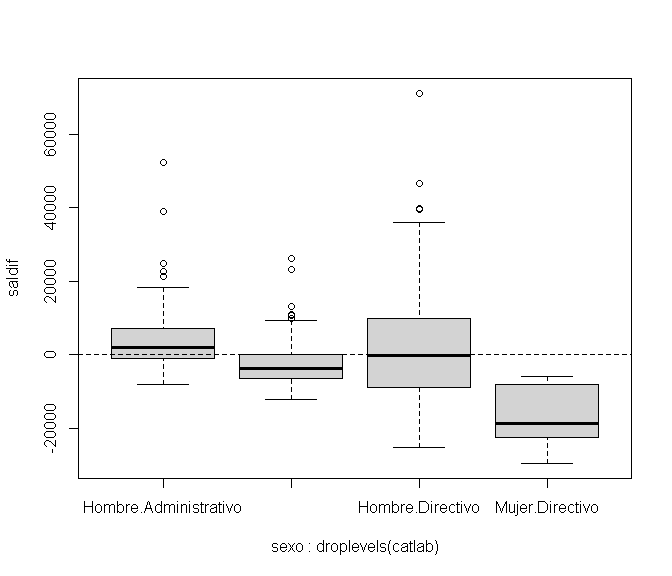 saldif
60000
40000
20000
0
-20000
Hombre.Administrativo Hombre.Directivo Mujer.Directivo
sexo : droplevels(catlab)